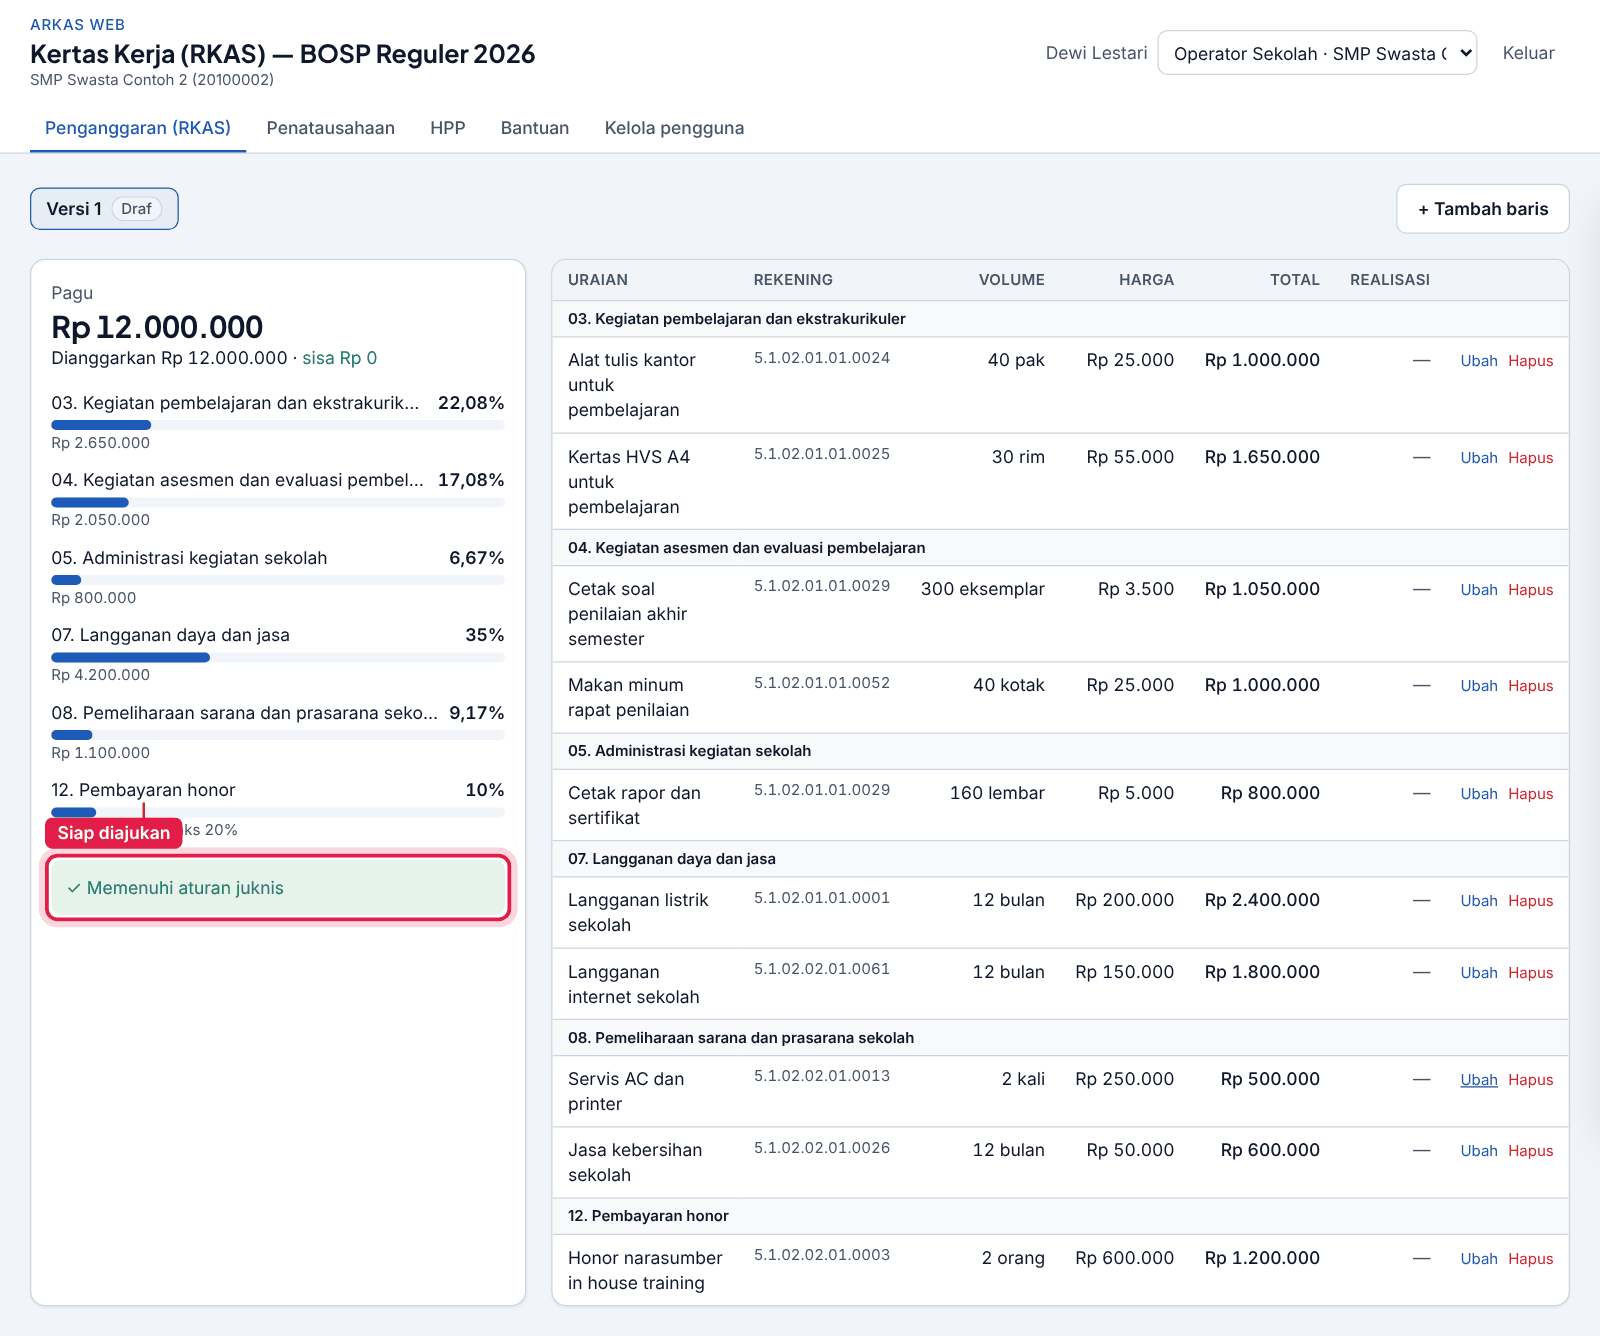 ARKAS WEB
Kertas Kerja (RKAS) — BOSP Reguler 2026
SMP Swasta Contoh 2 (20100002)
Dewi Lestari
Operator Sekolah · SMP Swasta C
Keluar
Penganggaran (RKAS)
Penatausahaan
HPP
Bantuan
Kelola pengguna
Versi 1 Draf
+ Tambah baris
Pagu
Rp 12.000.000
Dianggarkan Rp 12.000.000 · sisa Rp 0
03. Kegiatan pembelajaran dan ekstrakurik... 22,08%
Rp 2.650.000
04. Kegiatan asesmen dan evaluasi pembel... 17,08%
Rp 2.050.000
05. Administrasi kegiatan sekolah 6,67%
Rp 800.000
07. Langganan daya dan jasa 35%
Rp 4.200.000
08. Pemeliharaan sarana dan prasarana seko... 9,17%
Rp 1.100.000
12. Pembayaran honor 10%
Siap diajukan
ks 20%
✓ Memenuhi aturan juknis
URAIAN REKENING VOLUME HARGA TOTAL REALISASI
03. Kegiatan pembelajaran dan ekstrakurikuler
Alat tulis kantor 5.1.02.01.01.0024 40 pak Rp 25.000 Rp 1.000.000 — Ubah Hapus
untuk
pembelajaran
Kertas HVS A4 5.1.02.01.01.0025 30 rim Rp 55.000 Rp 1.650.000 — Ubah Hapus
untuk
pembelajaran
04. Kegiatan asesmen dan evaluasi pembelajaran
Cetak soal 5.1.02.01.01.0029 300 eksemplar Rp 3.500 Rp 1.050.000 — Ubah Hapus
penilaian akhir
semester
Makan minum 5.1.02.01.01.0052 40 kotak Rp 25.000 Rp 1.000.000 — Ubah Hapus
rapat penilaian
05. Administrasi kegiatan sekolah
Cetak rapor dan 5.1.02.01.01.0029 160 lembar Rp 5.000 Rp 800.000 — Ubah Hapus
sertifikat
07. Langganan daya dan jasa
Langganan listrik 5.1.02.02.01.0001 12 bulan Rp 200.000 Rp 2.400.000 — Ubah Hapus
sekolah
Langganan 5.1.02.02.01.0061 12 bulan Rp 150.000 Rp 1.800.000 — Ubah Hapus
internet sekolah
08. Pemeliharaan sarana dan prasarana sekolah
Servis AC dan 5.1.02.02.01.0013 2 kali Rp 250.000 Rp 500.000 — Ubah Hapus
printer
Jasa kebersihan 5.1.02.02.01.0026 12 bulan Rp 50.000 Rp 600.000 — Ubah Hapus
sekolah
12. Pembayaran honor
Honor narasumber 5.1.02.02.01.0003 2 orang Rp 600.000 Rp 1.200.000 — Ubah Hapus
in house training